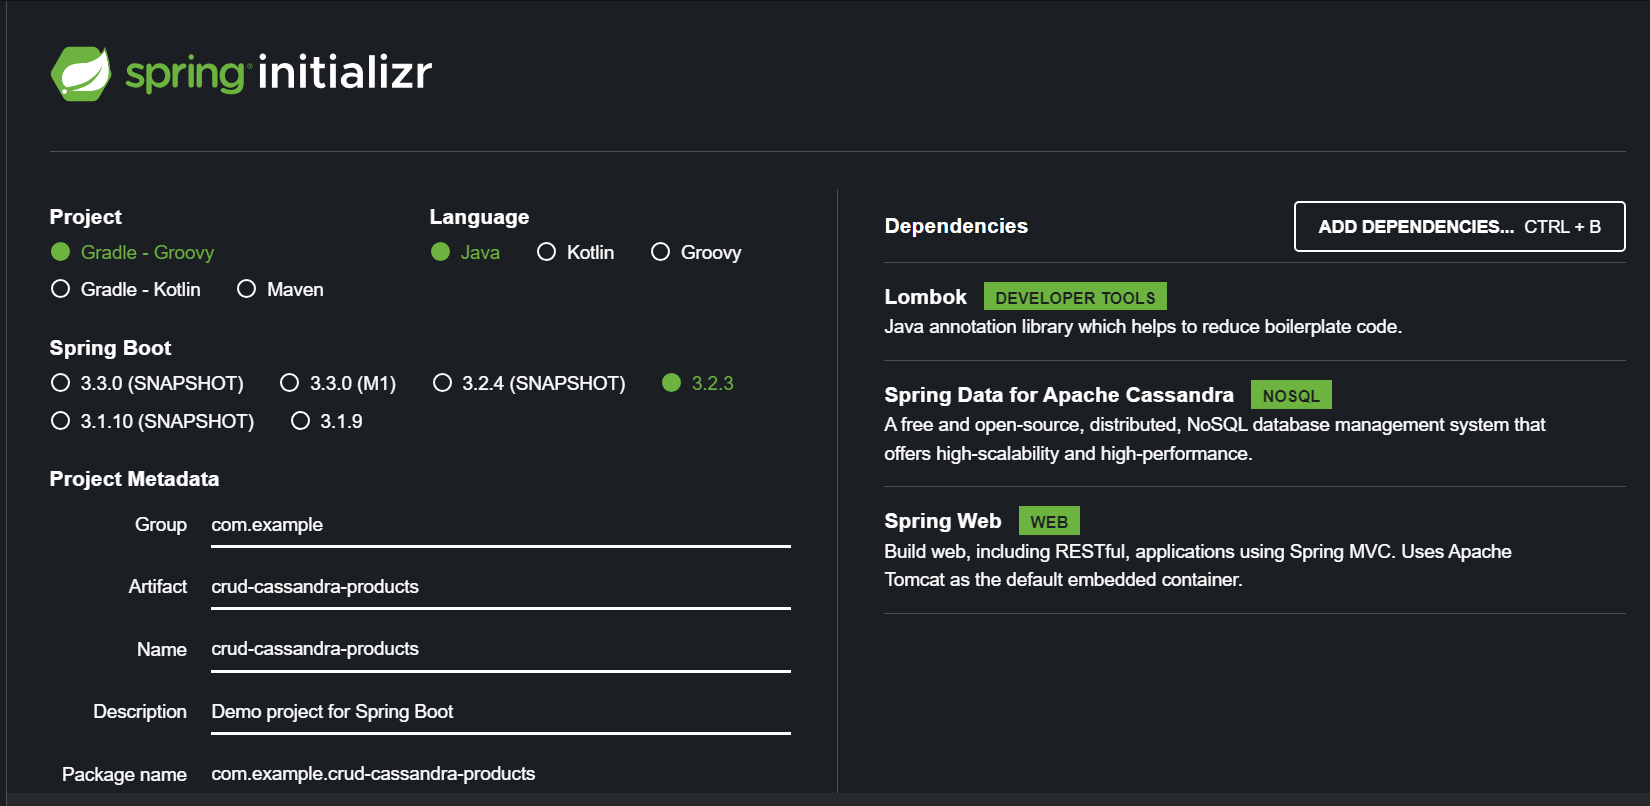 spring initializr
Project
Gradle - Groovy
Gradle - Kotlin Maven
Language
Java Kotlin Groovy
Spring Boot
3.3.0 (SNAPSHOT) 3.3.0 (M1) 3.2.4 (SNAPSHOT) 3.2.3
3.1.10 (SNAPSHOT) 3.1.9
Project Metadata
Group com.example
Artifact crud-cassandra-products
Name crud-cassandra-products
Description Demo project for Spring Boot
Package name com.example.crud-cassandra-products
Dependencies ADD DEPENDENCIES... CTRL + B
Lombok DEVELOPER TOOLS
Java annotation library which helps to reduce boilerplate code.
Spring Data for Apache Cassandra NOSQL
A free and open-source, distributed, NoSQL database management system that
offers high-scalability and high-performance.
Spring Web WEB
Build web, including RESTful, applications using Spring MVC. Uses Apache
Tomcat as the default embedded container.